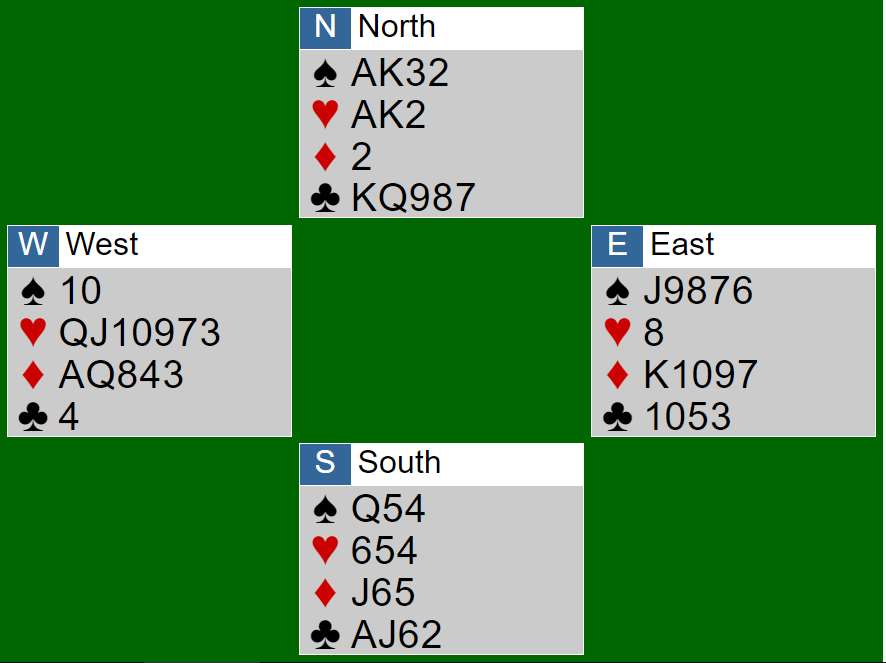 N North
♠ AK32
♥ AK2
♦ 2
♣ KQ987
W West
♠ 10
♥ QJ10973
♦ AQ843
♣ 4
E East
♠ J9876
♥ 8
♦ K1097
♣ 1053
S South
♠ Q54
♥ 654
♦ J65
♣ AJ62